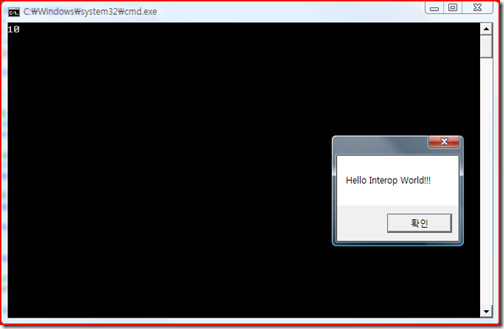 C:₩Windows₩system32₩cmd.exe
10
Hello Interop World!!!
확인